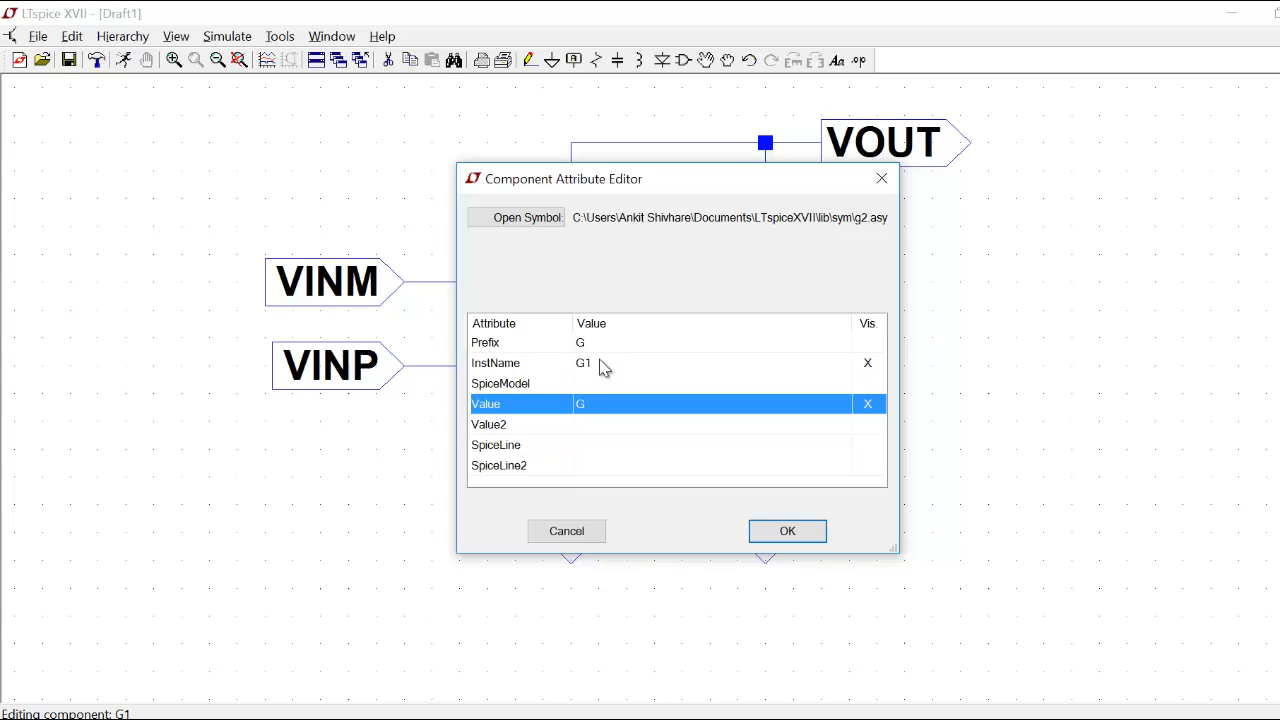 LTspice XVII - [Draft1]
File Edit Hierarchy View Simulate Tools Window Help
Aa .op
VOUT
Component Attribute Editor
Open Symbol: C:\Users\Ankit Shivhare\Documents\LTspiceXVII\lib\sym\g2.asy
VINM
Attribute Value Vis.
Prefix G
InstName G1 X
VINP
SpiceModel
Value G X
Value2
SpiceLine
SpiceLine2
Cancel OK
Editing component: G1